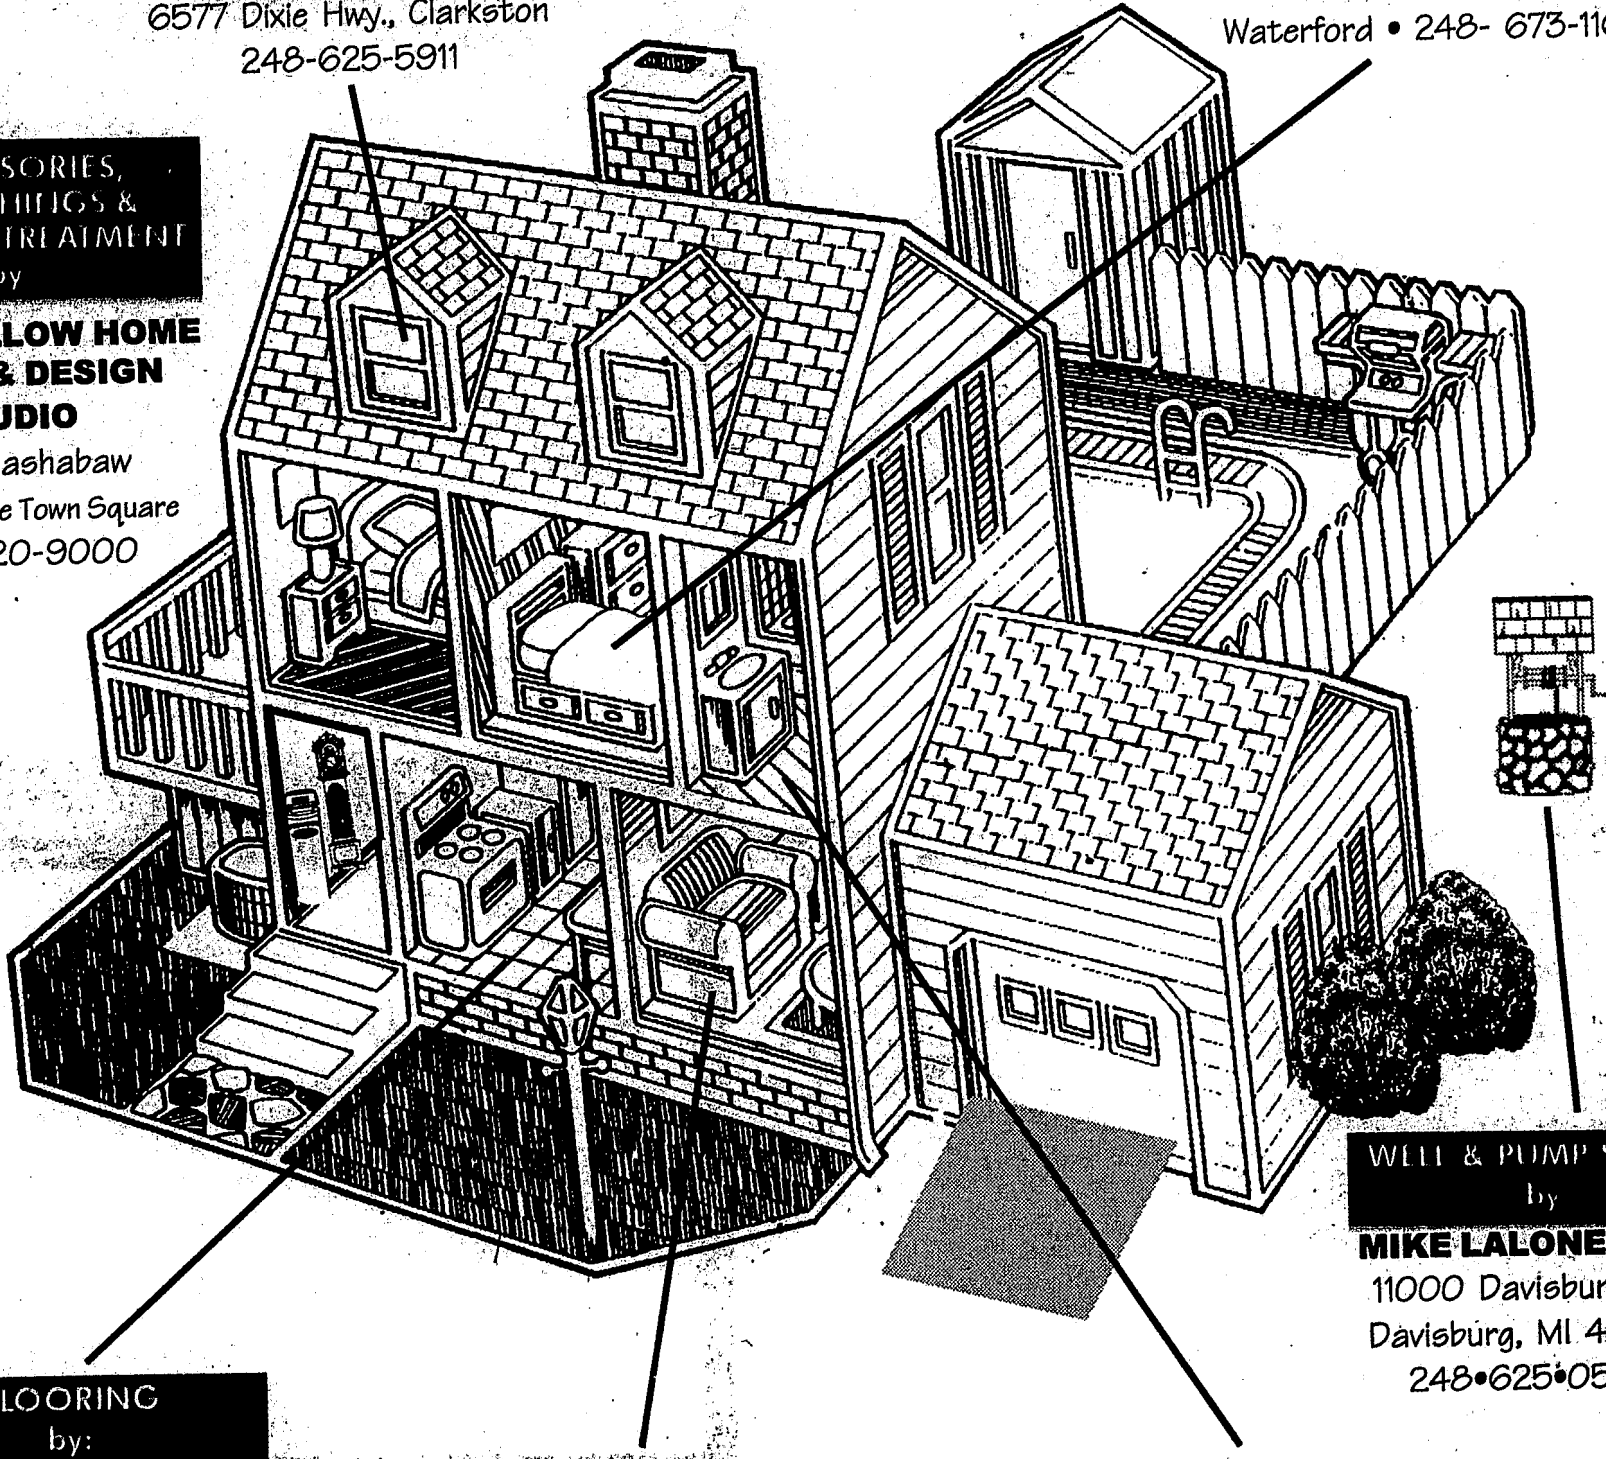 6577 Dixie Hwy., Clarkston
248-625-5911
Waterford • 248- 673-11
SORIES,
HINGS &
TREATMENT
by
LLOW HOME
& DESIGN
UDIO
ashabaw
e Town Square
20-9000
WELL & PUMP
by
MIKE LALONE
11000 Davisbur
Davisburg, MI 4
248•625•05
LOORING
by: